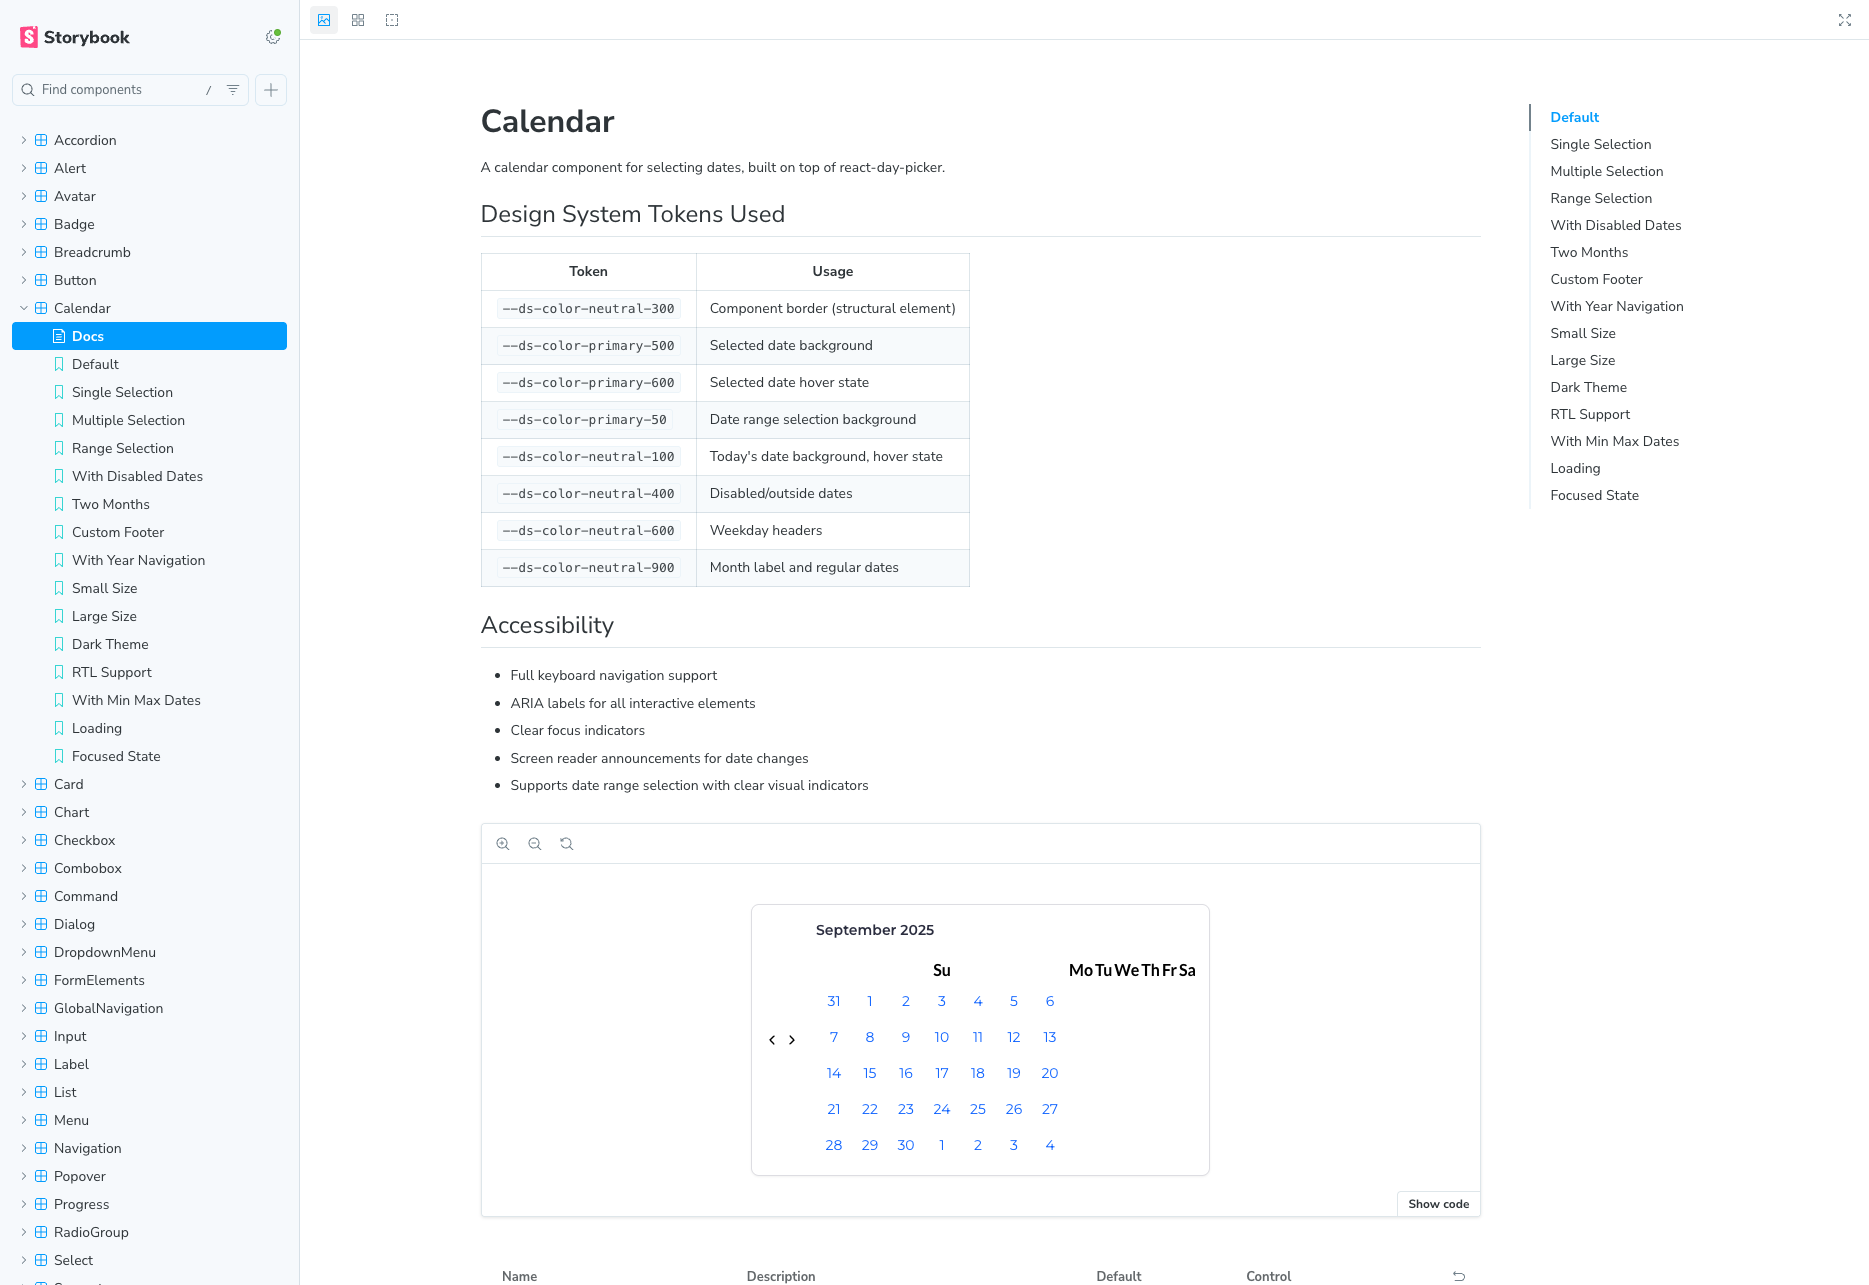 Storybook
Find components /
Accordion
Alert
Avatar
Badge
Breadcrumb
Button
Calendar
Docs
Default
Single Selection
Multiple Selection
Range Selection
With Disabled Dates
Two Months
Custom Footer
With Year Navigation
Small Size
Large Size
Dark Theme
RTL Support
With Min Max Dates
Loading
Focused State
Card
Chart
Checkbox
Combobox
Command
Dialog
DropdownMenu
FormElements
GlobalNavigation
Input
Label
List
Menu
Navigation
Popover
Progress
RadioGroup
Select
Calendar
A calendar component for selecting dates, built on top of react-day-picker.
Design System Tokens Used
Token Usage
--ds-color-neutral-300 Component border (structural element)
--ds-color-primary-500 Selected date background
--ds-color-primary-600 Selected date hover state
--ds-color-primary-50 Date range selection background
--ds-color-neutral-100 Today's date background, hover state
--ds-color-neutral-400 Disabled/outside dates
--ds-color-neutral-600 Weekday headers
--ds-color-neutral-900 Month label and regular dates
Accessibility
• Full keyboard navigation support
• ARIA labels for all interactive elements
• Clear focus indicators
• Screen reader announcements for date changes
• Supports date range selection with clear visual indicators
September 2025
Su Mo Tu We Th Fr Sa
31 1 2 3 4 5 6
7 8 9 10 11 12 13
14 15 16 17 18 19 20
21 22 23 24 25 26 27
28 29 30 1 2 3 4
Show code
Name Description Default Control
Default
Single Selection
Multiple Selection
Range Selection
With Disabled Dates
Two Months
Custom Footer
With Year Navigation
Small Size
Large Size
Dark Theme
RTL Support
With Min Max Dates
Loading
Focused State